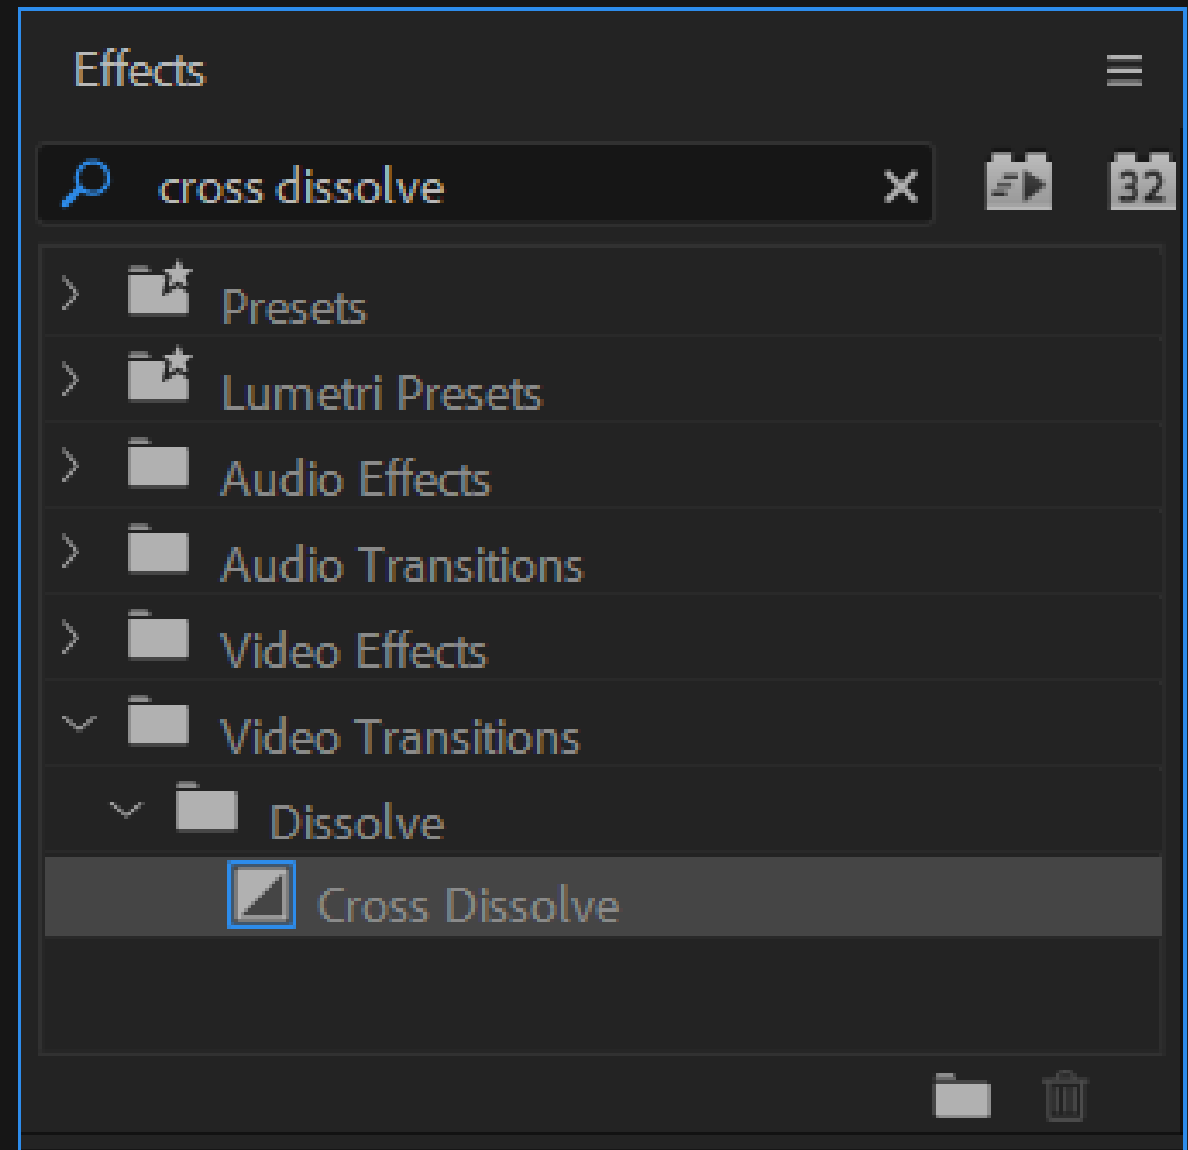 Effects
cross dissolve
32
Presets
Lumetri Presets
Audio Effects
Audio Transitions
Video Effects
Video Transitions
Dissolve
Cross Dissolve